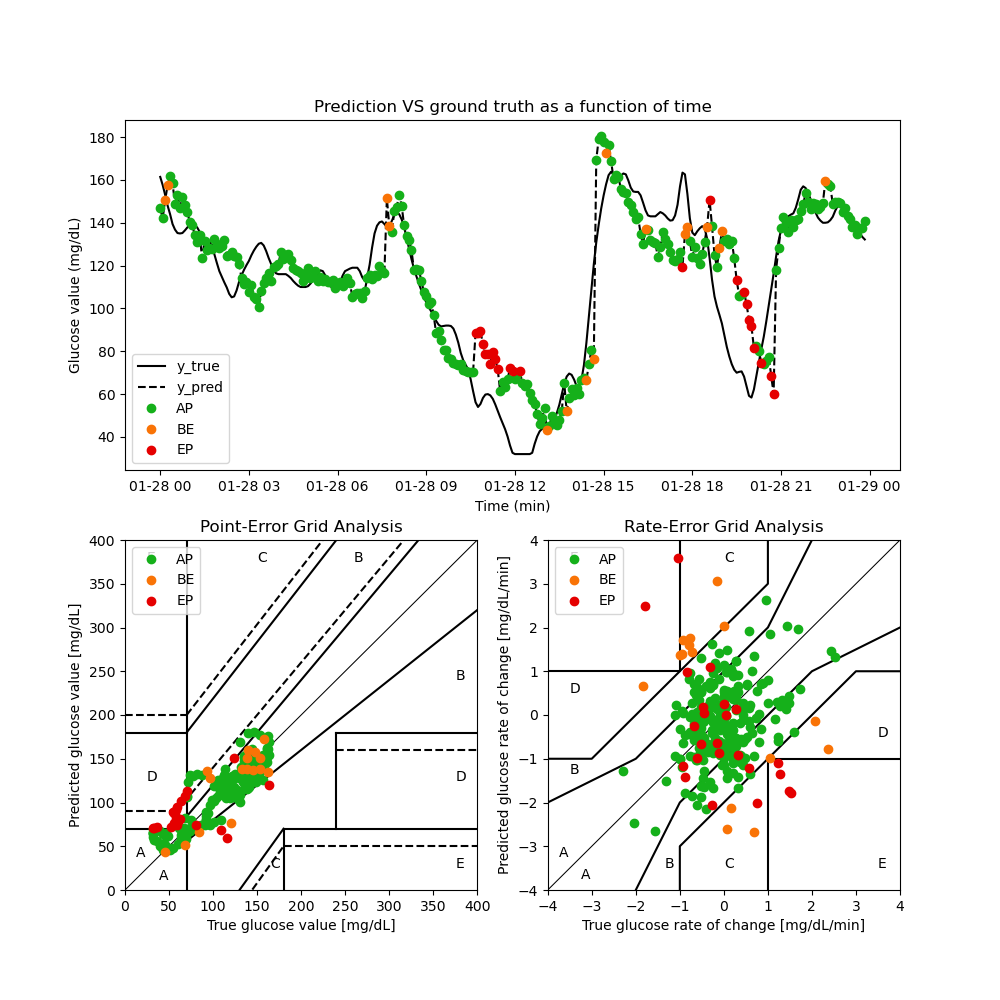 Prediction VS ground truth as a function of time
Glucose value (mg/dL)
180
160
140
120
100
80
60
40
y_true
y_pred
AP
BE
EP
01-28 00 01-28 03 01-28 06 01-28 09 01-28 12 01-28 15 01-28 18 01-28 21 01-29 00
Time (min)
Point-Error Grid Analysis
Predicted glucose value [mg/dL]
400
350
300
250
200
150
100
50
0
AP
BE
EP
C
B
B
D
D
A
A
C
E
0 50 100 150 200 250 300 350 400
True glucose value [mg/dL]
Rate-Error Grid Analysis
Predicted glucose rate of change [mg/dL/min]
4
3
2
1
0
−1
−2
−3
−4
AP
BE
EP
C
D
D
B
A
A
B
C
E
−4 −3 −2 −1 0 1 2 3 4
True glucose rate of change [mg/dL/min]